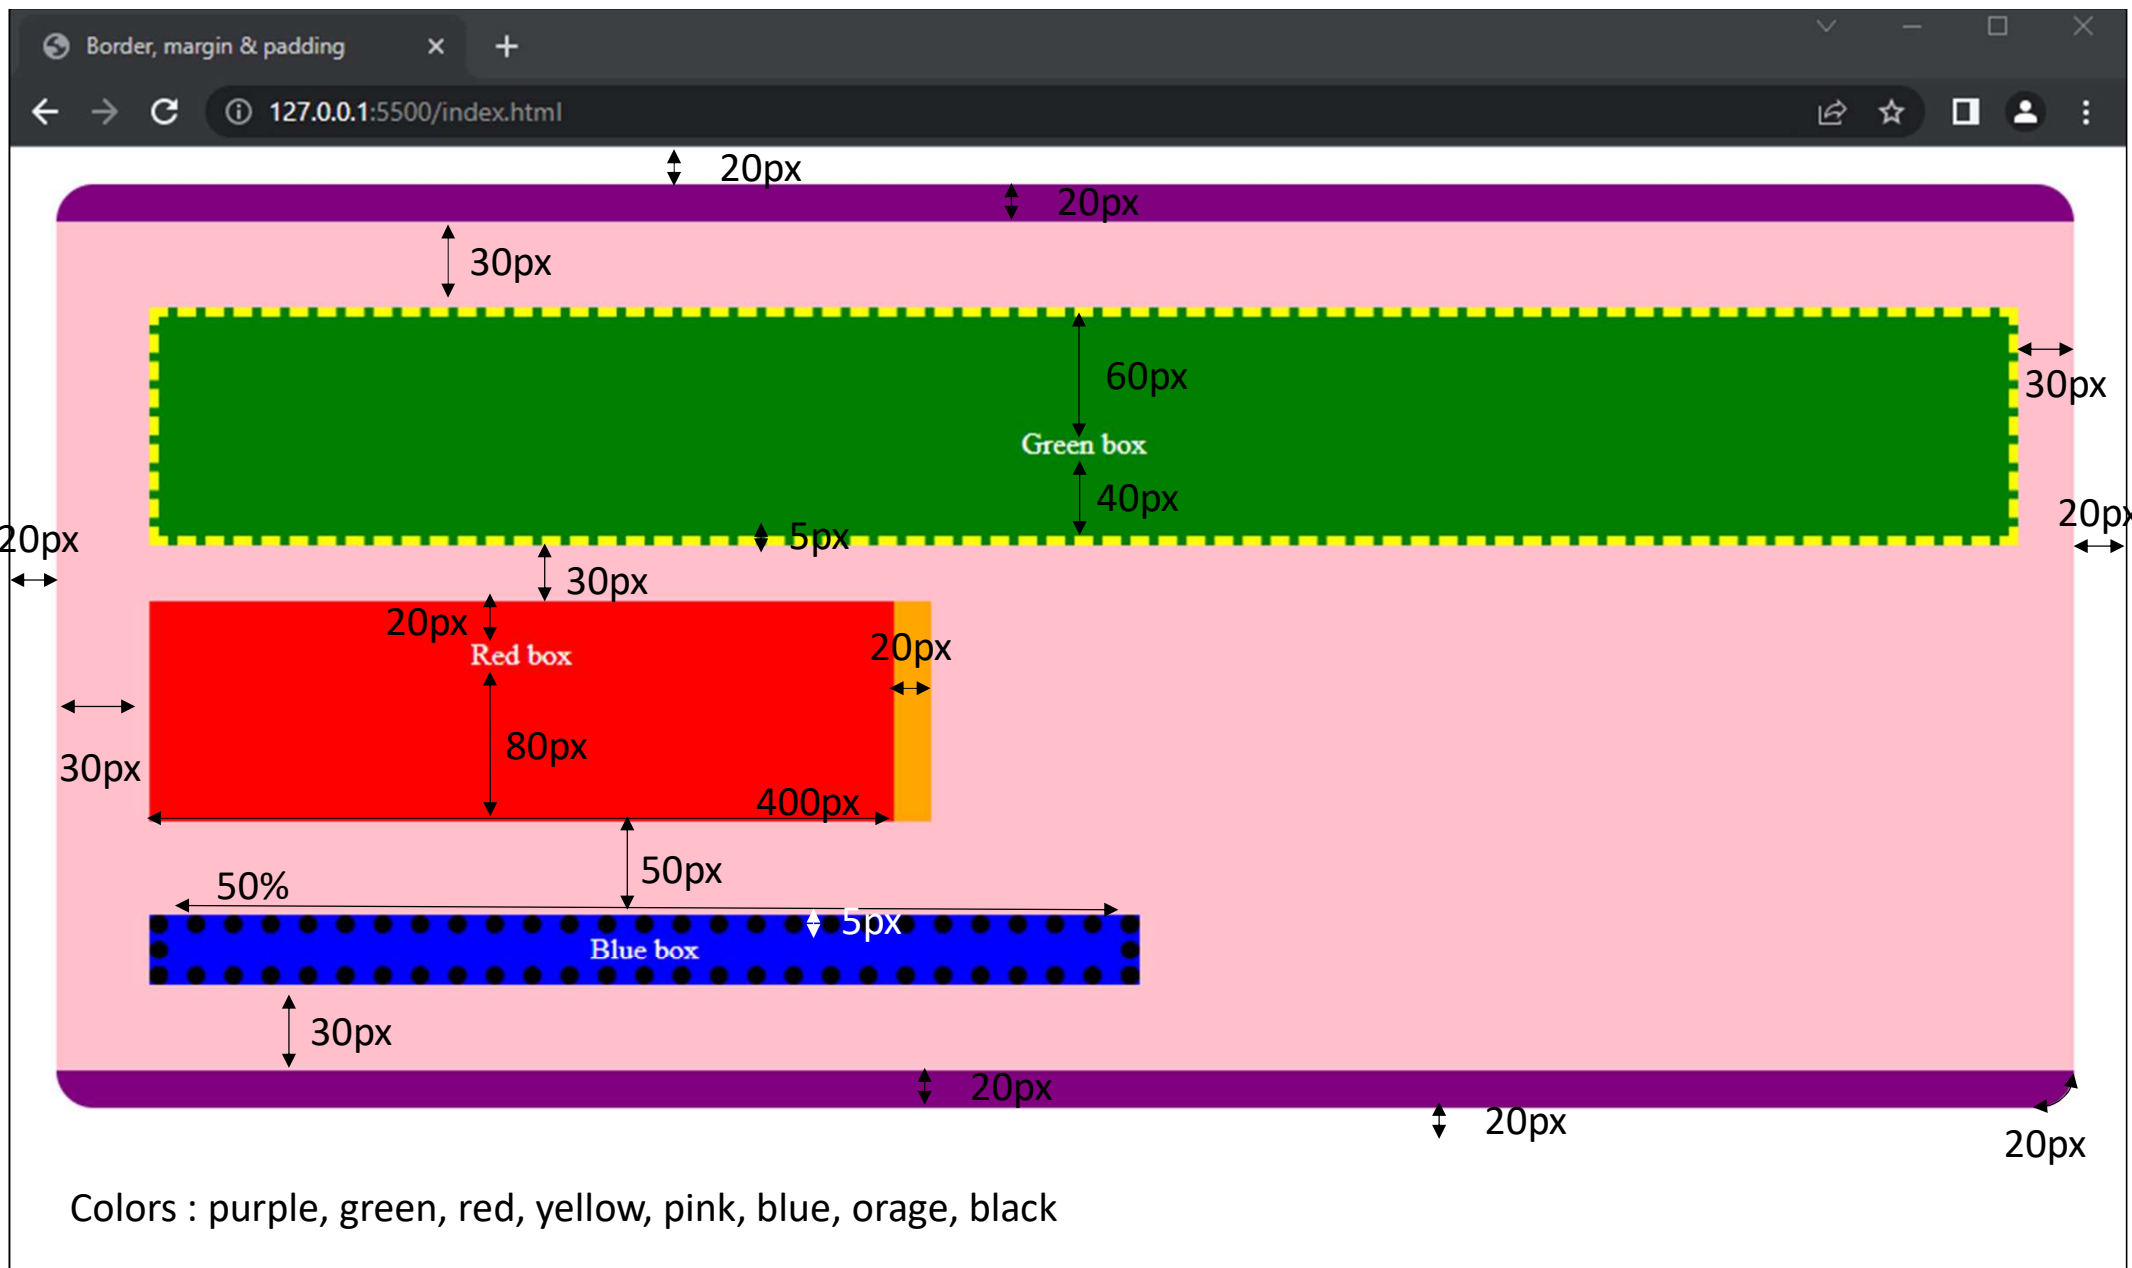 Border, margin & padding
127.0.0.1:5500/index.html
20px
20px
30px
60px
30px
Green box
40px
20px
5px
20px
30px
20px
Red box
20px
80px
30px
400px
50px
50%
5px
Blue box
30px
20px
20px
20px
Colors : purple, green, red, yellow, pink, blue, orage, black